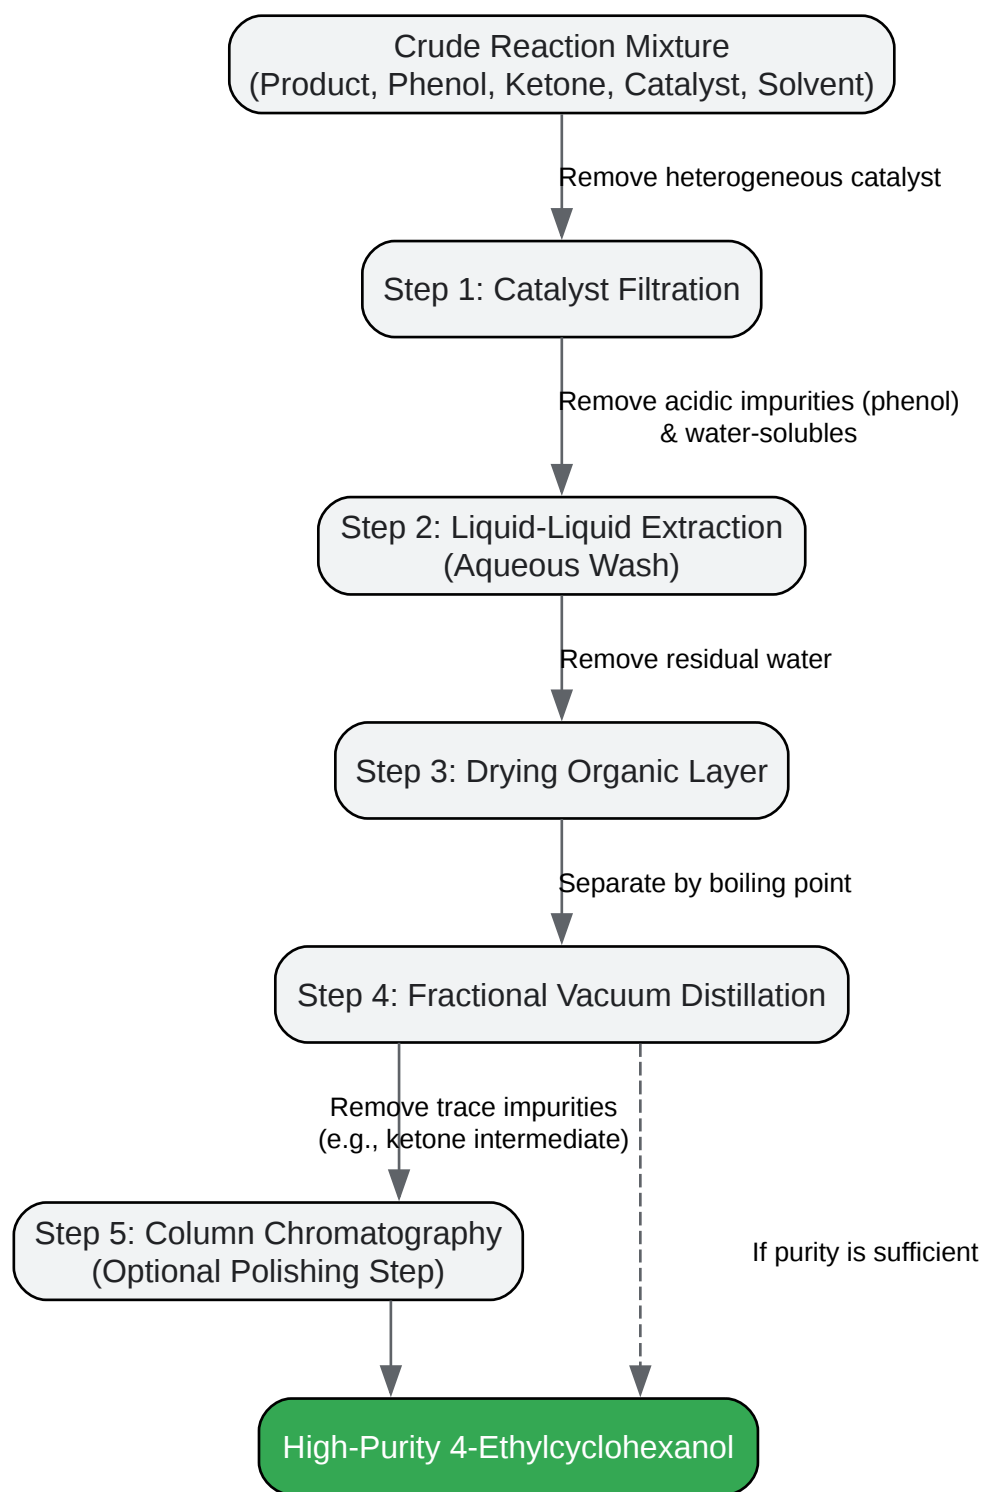 Crude Reaction Mixture
(Product, Phenol, Ketone, Catalyst, Solvent)
Remove heterogeneous catalyst
Step 1: Catalyst Filtration
Remove acidic impurities (phenol)
& water-solubles
Step 2: Liquid-Liquid Extraction
(Aqueous Wash)
Remove residual water
Step 3: Drying Organic Layer
Separate by boiling point
Step 4: Fractional Vacuum Distillation
Remove trace impurities
(e.g., ketone intermediate)
Step 5: Column Chromatography
(Optional Polishing Step)
If purity is sufficient
High-Purity 4-Ethylcyclohexanol